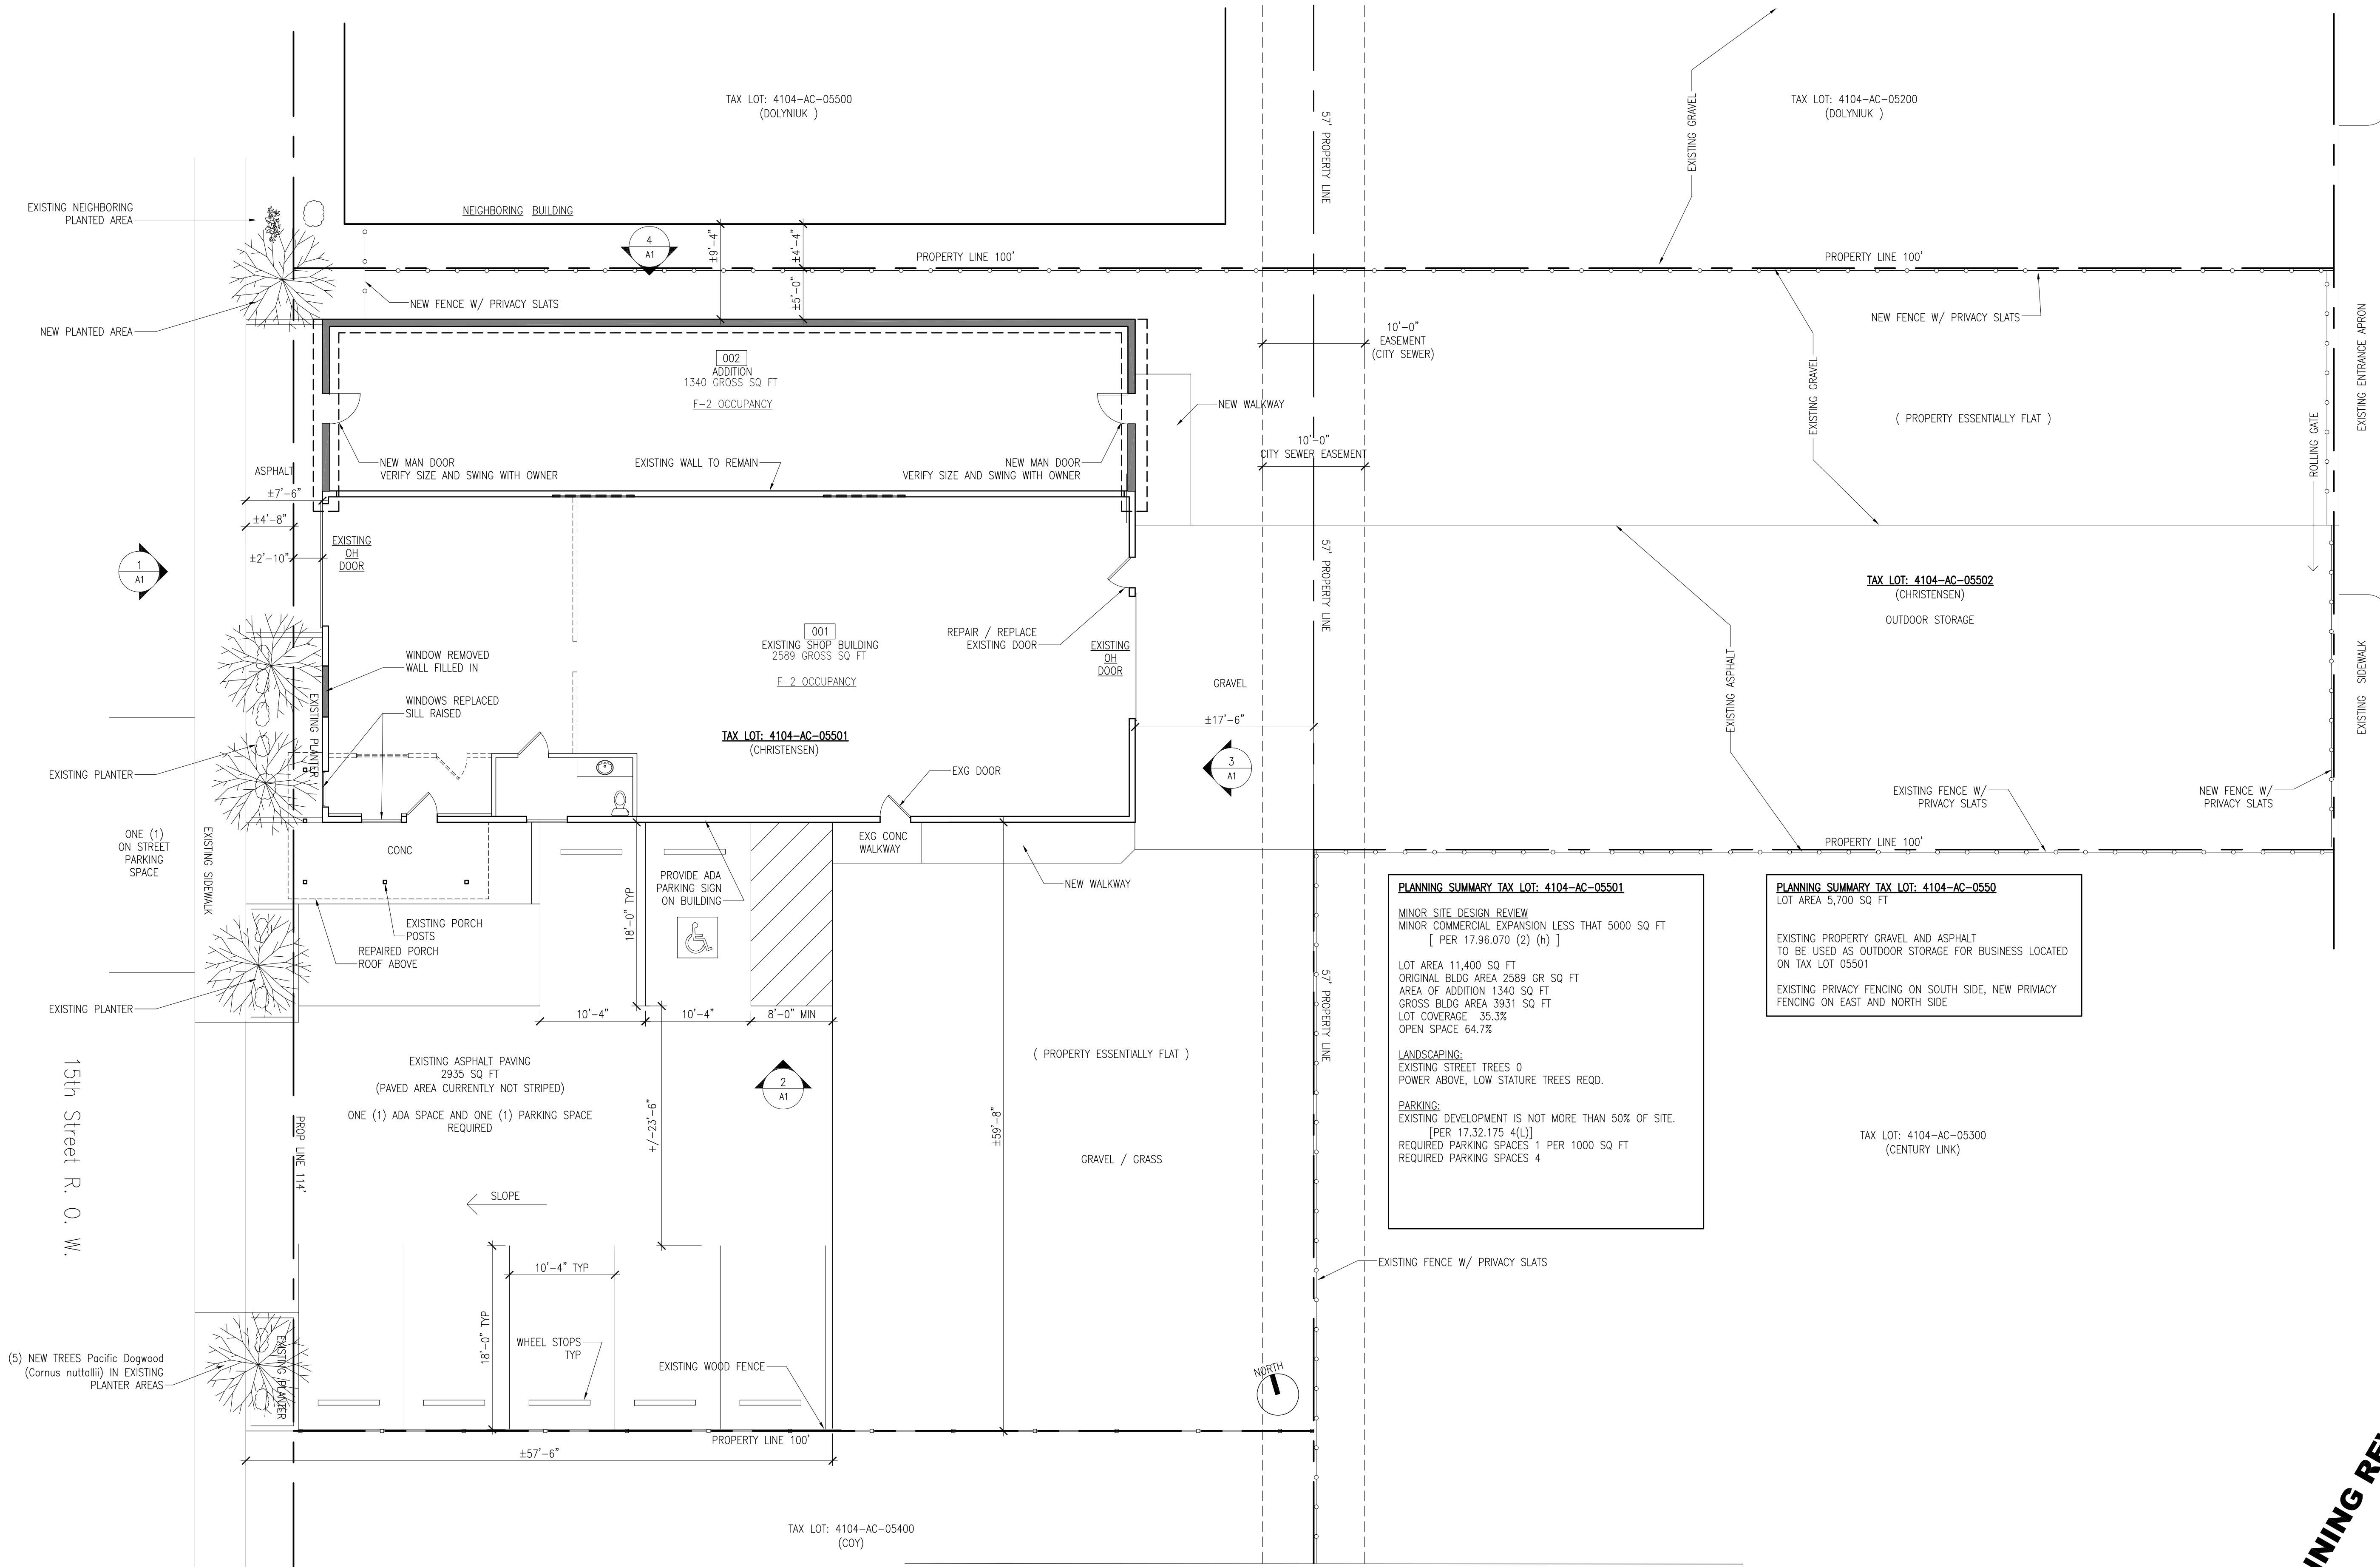 TAX LOT: 4104-AC-05500
(DOLYNIUK )
TAX LOT: 4104-AC-05200
(DOLYNIUK )
57' PROPERTY LINE
EXISTING GRAVEL
EXISTING NEIGHBORING
PLANTED AREA
NEIGHBORING BUILDING
4
A1
±9'-4"
±4'-4"
±5'-0"
PROPERTY LINE 100'
PROPERTY LINE 100'
NEW FENCE W/ PRIVACY SLATS
NEW PLANTED AREA
NEW FENCE W/ PRIVACY SLATS
10'-0"
EASEMENT
(CITY SEWER)
EXISTING ENTRANCE APRON
002
ADDITION
1340 GROSS SQ FT
F-2 OCCUPANCY
NEW WALKWAY
EXISTING GRAVEL
( PROPERTY ESSENTIALLY FLAT )
ROLLING GATE
10'-0"
CITY SEWER EASEMENT
ASPHALT
NEW MAN DOOR
VERIFY SIZE AND SWING WITH OWNER
EXISTING WALL TO REMAIN
NEW MAN DOOR
VERIFY SIZE AND SWING WITH OWNER
±7'-6"
±4'-8"
±2'-10"
EXISTING
OH
DOOR
1
A1
57' PROPERTY LINE
TAX LOT: 4104-AC-05502
(CHRISTENSEN)
OUTDOOR STORAGE
001
EXISTING SHOP BUILDING
2589 GROSS SQ FT
F-2 OCCUPANCY
REPAIR / REPLACE
EXISTING DOOR
EXISTING
OH
DOOR
WINDOW REMOVED
WALL FILLED IN
WINDOWS REPLACED
SILL RAISED
EXISTING PLANTER
GRAVEL
±17'-6"
EXISTING ASPHALT
EXISTING SIDEWALK
TAX LOT: 4104-AC-05501
(CHRISTENSEN)
EXISTING PLANTER
EXG DOOR
3
A1
EXISTING FENCE W/
PRIVACY SLATS
NEW FENCE W/
PRIVACY SLATS
ONE (1)
ON STREET
PARKING
SPACE
EXISTING SIDEWALK
CONC
EXG CONC
WALKWAY
PROPERTY LINE 100'
PROVIDE ADA
PARKING SIGN
ON BUILDING
NEW WALKWAY
18'-0" TYP
EXISTING PORCH
POSTS
REPAIRED PORCH
ROOF ABOVE
EXISTING PLANTER
10'-4"
10'-4"
8'-0" MIN
57' PROPERTY LINE
PLANNING SUMMARY TAX LOT: 4104-AC-05501
MINOR SITE DESIGN REVIEW
MINOR COMMERCIAL EXPANSION LESS THAT 5000 SQ FT
[ PER 17.96.070 (2) (h) ]
LOT AREA 11,400 SQ FT
ORIGINAL BLDG AREA 2589 GR SQ FT
AREA OF ADDITION 1340 SQ FT
GROSS BLDG AREA 3931 SQ FT
LOT COVERAGE 35.3%
OPEN SPACE 64.7%
LANDSCAPING:
EXISTING STREET TREES 0
POWER ABOVE, LOW STATURE TREES REQD.
PARKING:
EXISTING DEVELOPMENT IS NOT MORE THAN 50% OF SITE.
[PER 17.32.175 4(L)]
REQUIRED PARKING SPACES 1 PER 1000 SQ FT
REQUIRED PARKING SPACES 4
PLANNING SUMMARY TAX LOT: 4104-AC-0550
LOT AREA 5,700 SQ FT
EXISTING PROPERTY GRAVEL AND ASPHALT
TO BE USED AS OUTDOOR STORAGE FOR BUSINESS LOCATED
ON TAX LOT 05501
EXISTING PRIVACY FENCING ON SOUTH SIDE, NEW PRIVIACY
FENCING ON EAST AND NORTH SIDE
15th Street R. O. W.
EXISTING ASPHALT PAVING
2935 SQ FT
(PAVED AREA CURRENTLY NOT STRIPED)
ONE (1) ADA SPACE AND ONE (1) PARKING SPACE
REQUIRED
2
A1
( PROPERTY ESSENTIALLY FLAT )
+/-23'-6"
±59'-8"
PROP LINE 114'
GRAVEL / GRASS
TAX LOT: 4104-AC-05300
(CENTURY LINK)
SLOPE
EXISTING FENCE W/ PRIVACY SLATS
10'-4" TYP
18'-0" TYP
WHEEL STOPS
TYP
EXISTING WOOD FENCE
EXISTING PLANTER
(5) NEW TREES Pacific Dogwood
(Cornus nuttallii) IN EXISTING
PLANTER AREAS
NORTH
PROPERTY LINE 100'
±57'-6"
TAX LOT: 4104-AC-05400
(COY)
NNING RE